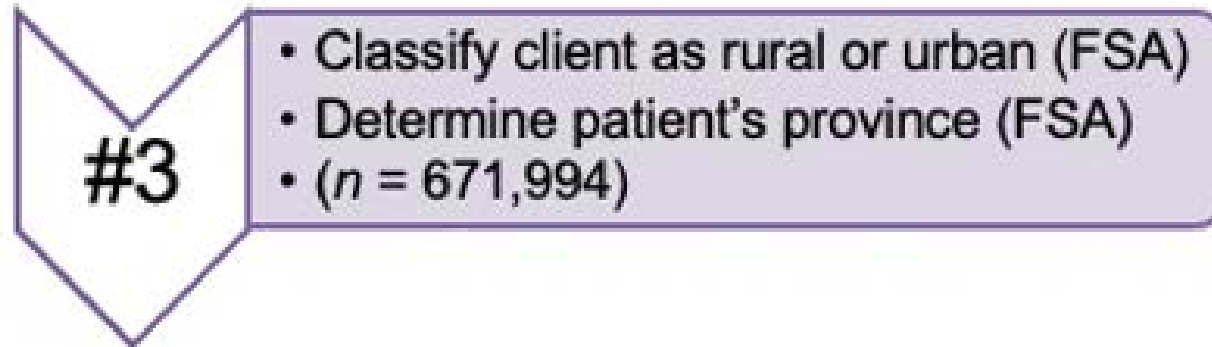 #3
• Classify client as rural or urban (FSA)
• Determine patient's province (FSA)
• (n = 671,994)